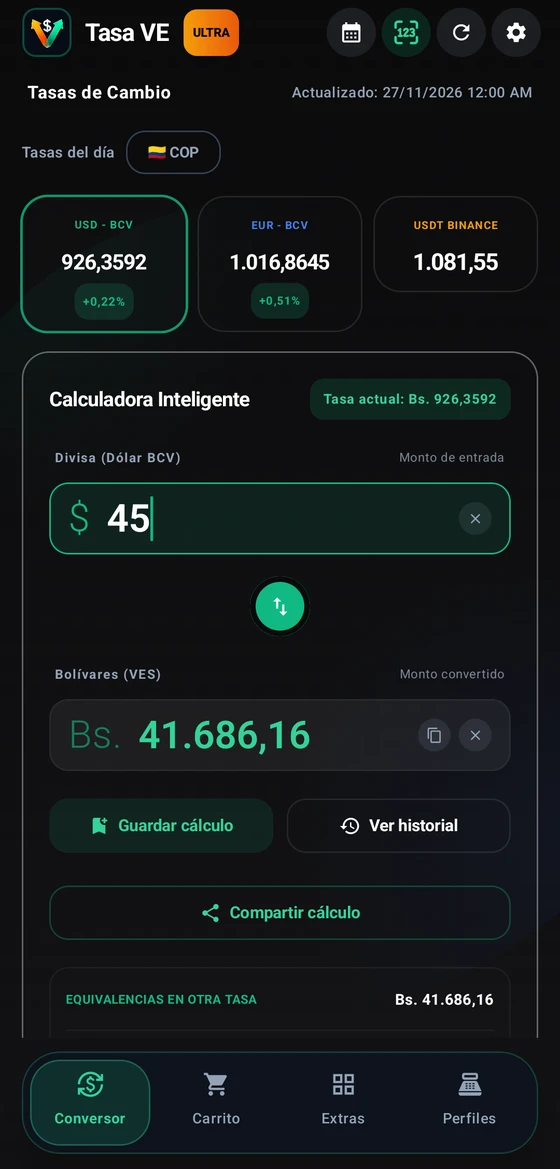 Tasa VE ULTRA 123
Tasas de Cambio Actualizado: 27/11/2026 12:00 AM
Tasas del día COP
USD - BCV
926,3592
+0,22%
EUR - BCV
1.016,8645
+0,51%
USDT BINANCE
1.081,55
Calculadora Inteligente Tasa actual: Bs. 926,3592
Divisa (Dólar BCV) Monto de entrada
$ 45
Bolívares (VES) Monto convertido
Bs. 41.686,16
Guardar cálculo Ver historial
Compartir cálculo
EQUIVALENCIAS EN OTRA TASA Bs. 41.686,16
Conversor Carrito Extras Perfiles